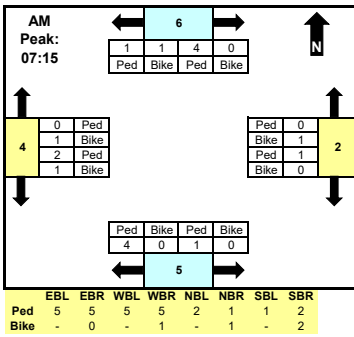 AM
Peak:
07:15
6
N
1 1 4 0
Ped Bike Ped Bike
4
0 Ped
1 Bike
2 Ped
1 Bike
Ped 0
Bike 1
Ped 1
Bike 0
2
Ped Bike Ped Bike
4 0 1 0
5
EBL EBR WBL WBR NBL NBR SBL SBR
Ped 5 5 5 5 2 1 1 2
Bike - 0 - 1 - 1 - 2